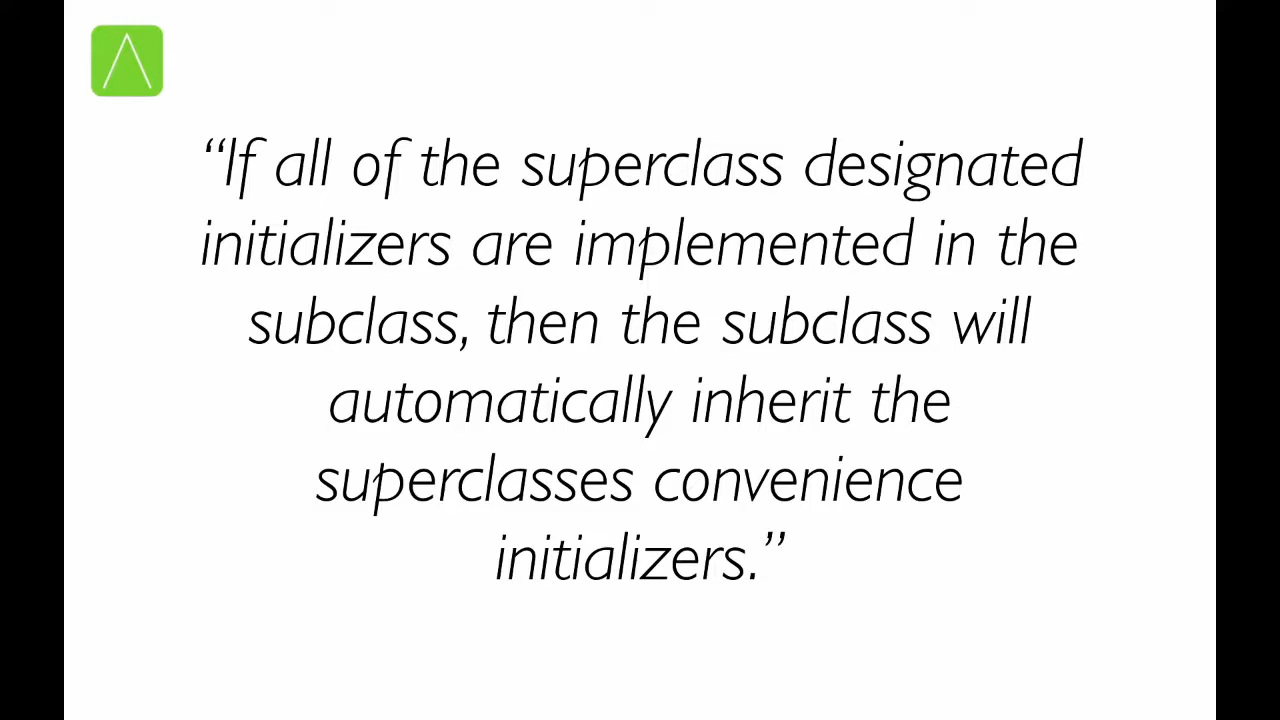 “If all of the superclass designated
initializers are implemented in the
subclass, then the subclass will
automatically inherit the
superclasses convenience
initializers.”